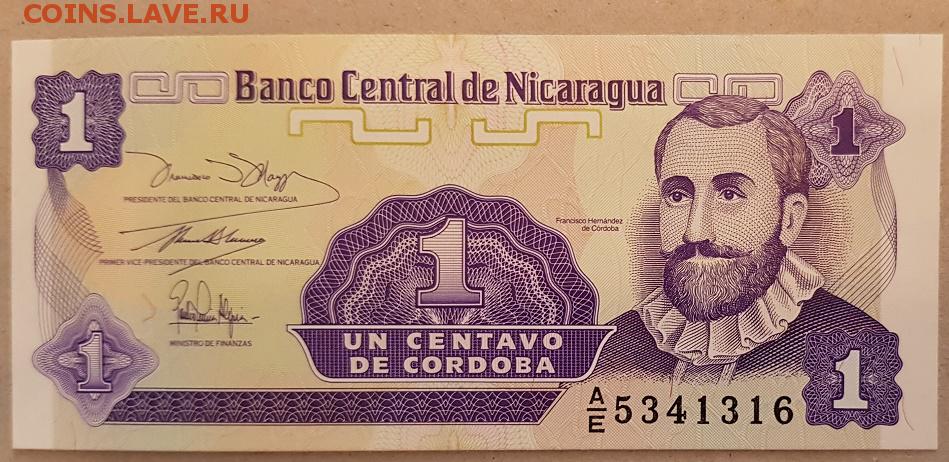 COINS.LAVE.RU
1
Banco Central de Nicaragua
1
PRESIDENTE DEL BANCO CENTRAL DE NICARAGUA
PRIMER VICE-PRESIDENTE DEL BANCO CENTRAL DE NICARAGUA
MINISTRO DE FINANZAS
Francisco Hernández
de Córdoba
1
UN CENTAVO
DE CORDOBA
1
A/E 5341316
1